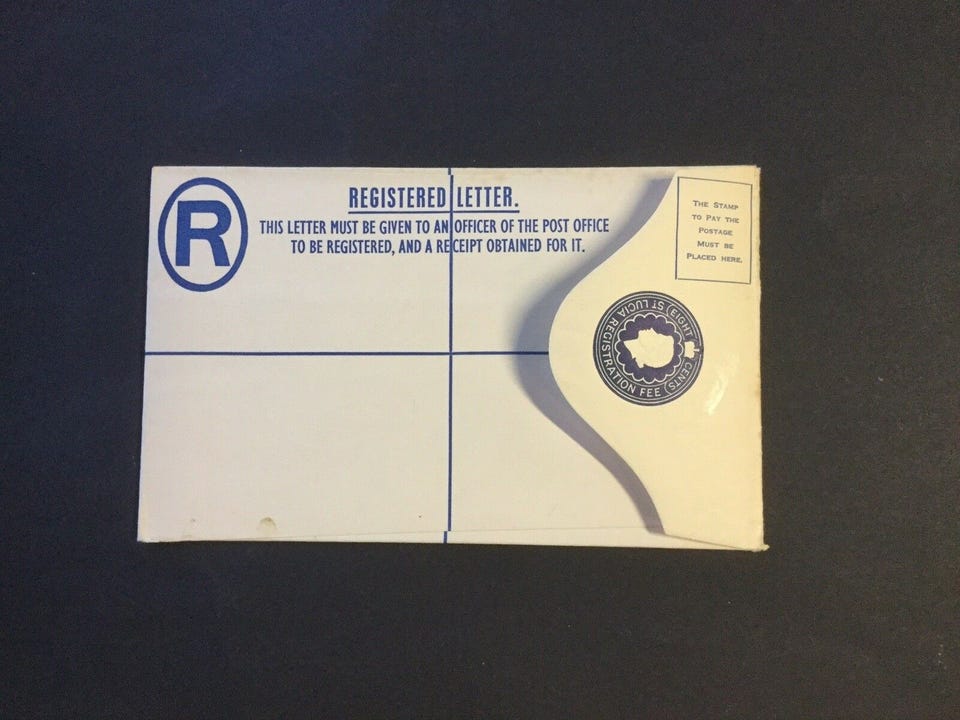 R
REGISTERED LETTER.
THIS LETTER MUST BE GIVEN TO AN OFFICER OF THE POST OFFICE
TO BE REGISTERED, AND A RECEIPT OBTAINED FOR IT.
THE STAMP
TO PAY THE
POSTAGE
MUST BE
PLACED HERE.
ST LUCIA REGISTRATION FEE
(EIGHT CENTS)